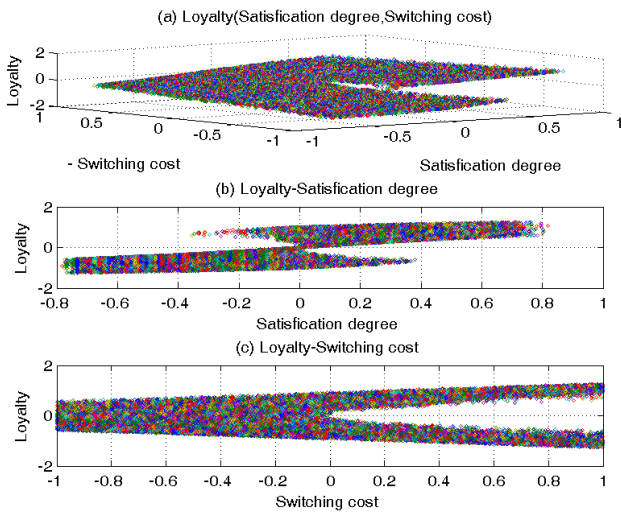 (a) Loyalty(Satisfication degree,Switching cost)
Loyalty
2
0
-2
1
0.5
0
-0.5
-1
-1
-0.5
0
0.5
1
- Switching cost
Satisfication degree
(b) Loyalty-Satisfication degree
Loyalty
2
0
-2
-0.8 -0.6 -0.4 -0.2 0 0.2 0.4 0.6 0.8 1
Satisfication degree
(c) Loyalty-Switching cost
Loyalty
2
0
-2
-1 -0.8 -0.6 -0.4 -0.2 0 0.2 0.4 0.6 0.8 1
Switching cost